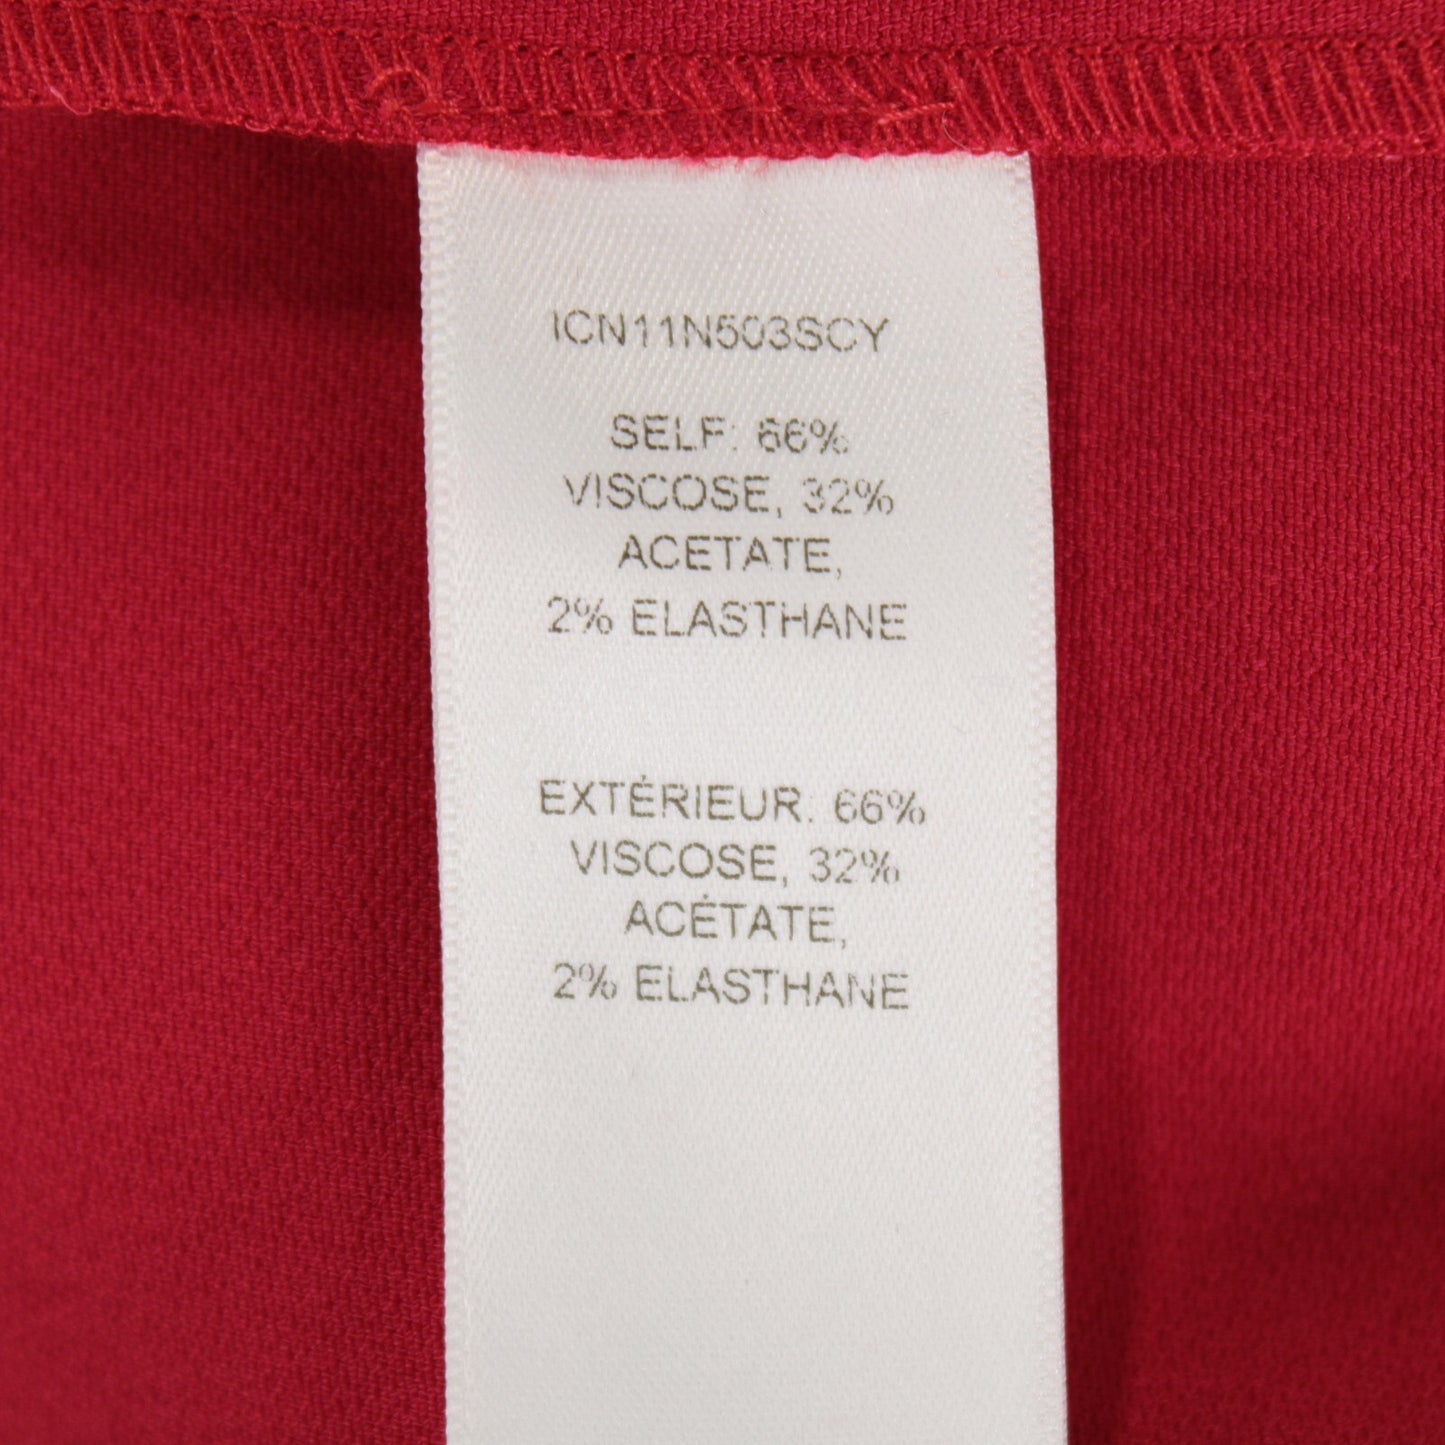 ICN11N503SCY
SELF: 66%
VISCOSE, 32%
ACETATE,
2% ELASTHANE
EXTÉRIEUR: 66%
VISCOSE, 32%
ACÉTATE,
2% ELASTHANE